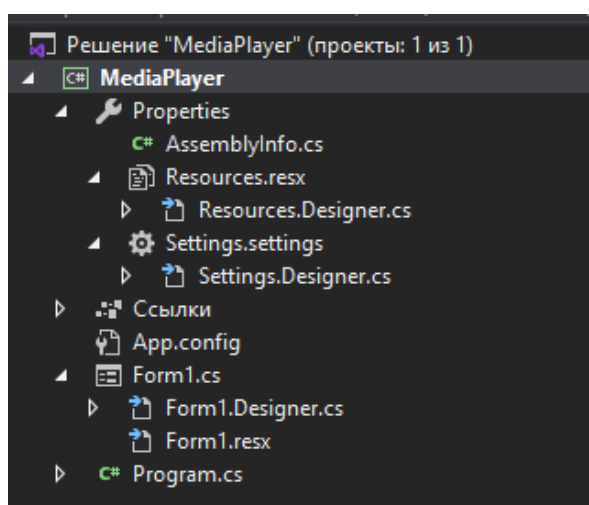 Решение "MediaPlayer" (проекты: 1 из 1)
C# MediaPlayer
Properties
C# AssemblyInfo.cs
Resources.resx
Resources.Designer.cs
Settings.settings
Settings.Designer.cs
Ссылки
App.config
Form1.cs
Form1.Designer.cs
Form1.resx
C# Program.cs